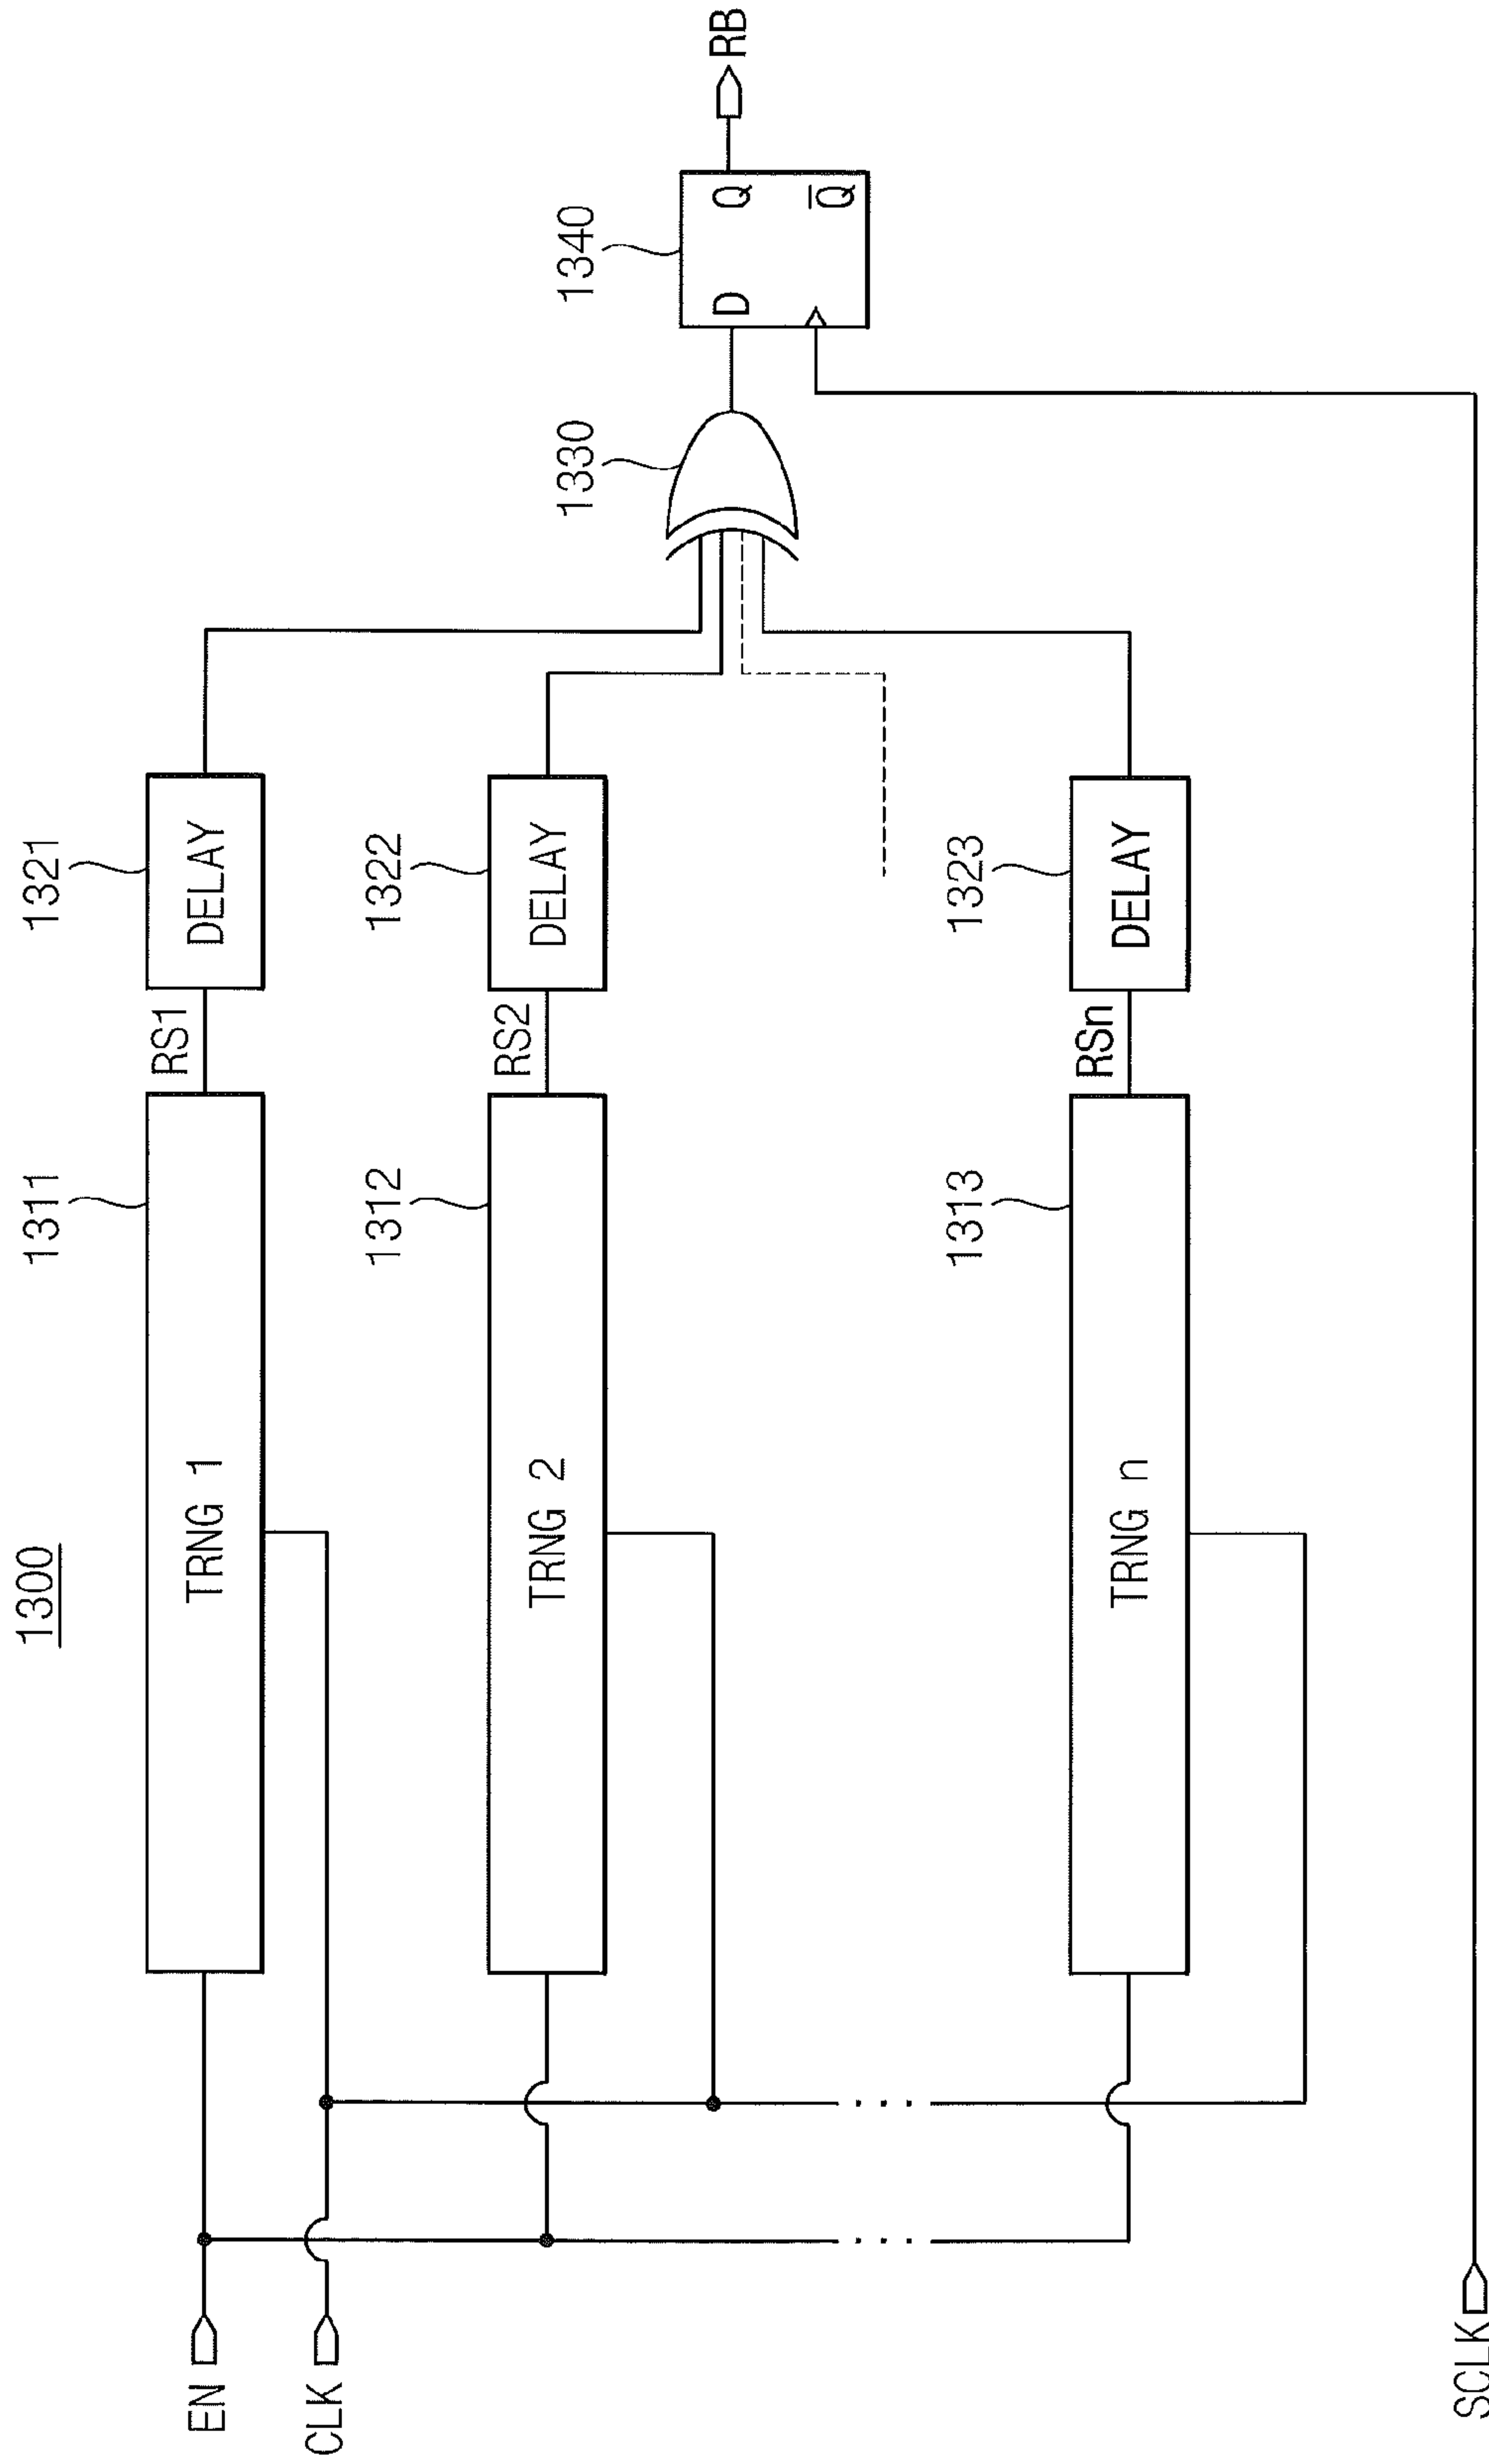 1300
1311
1321
TRNG 1
RS1
DELAY
EN
CLK
1312
1322
TRNG 2
RS2
DELAY
1330
1340
D
Q
Q̅
RB
1313
1323
TRNG n
RSn
DELAY
SCLK